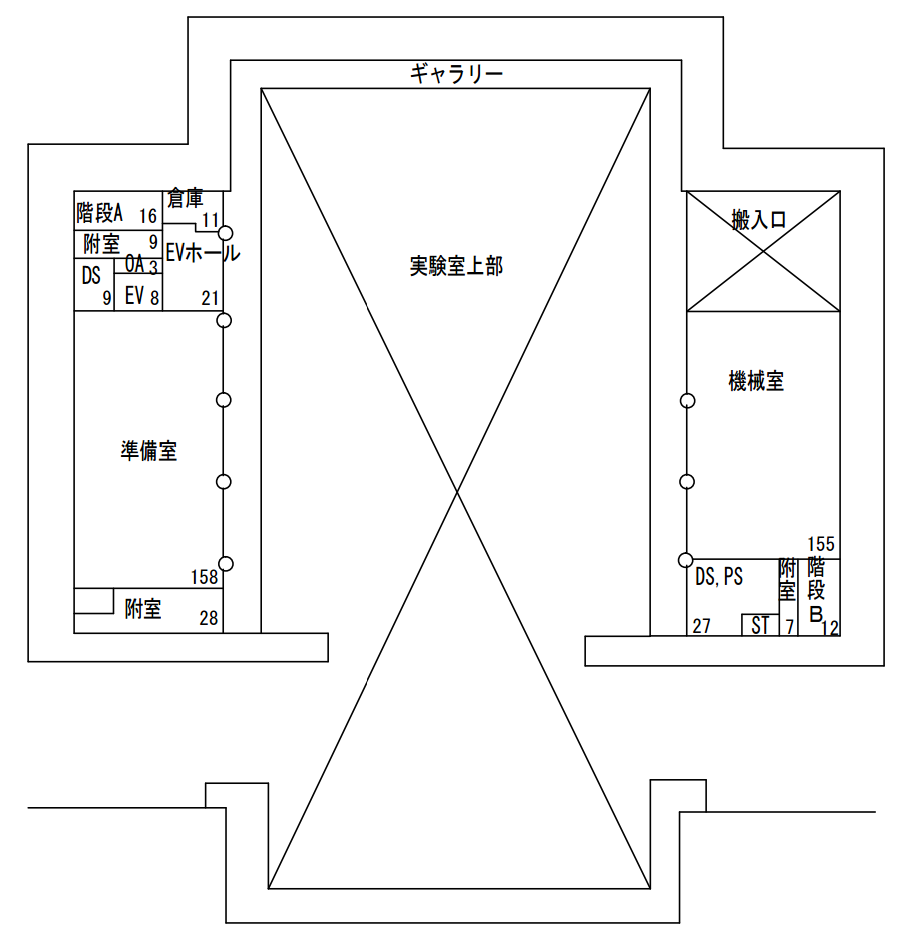 ギャラリー
倉庫
11
階段A 16
附室 9
EVホール
21
OA 3
DS
9
EV 8
実験室上部
搬入口
機械室
155
準備室
158
附室 28
DS,PS
27
ST
附室
7
階段B
12